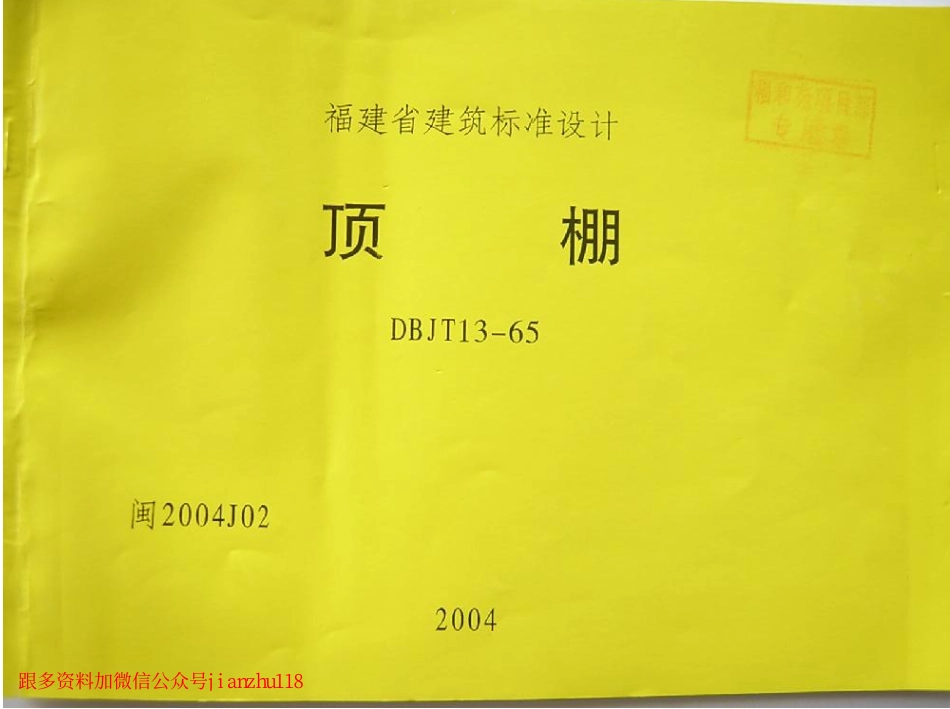 福建省建筑标准设计
顶 棚
DBJT13-65
闽2004J02
2004
跟多资料加微信公众号jianzhu118